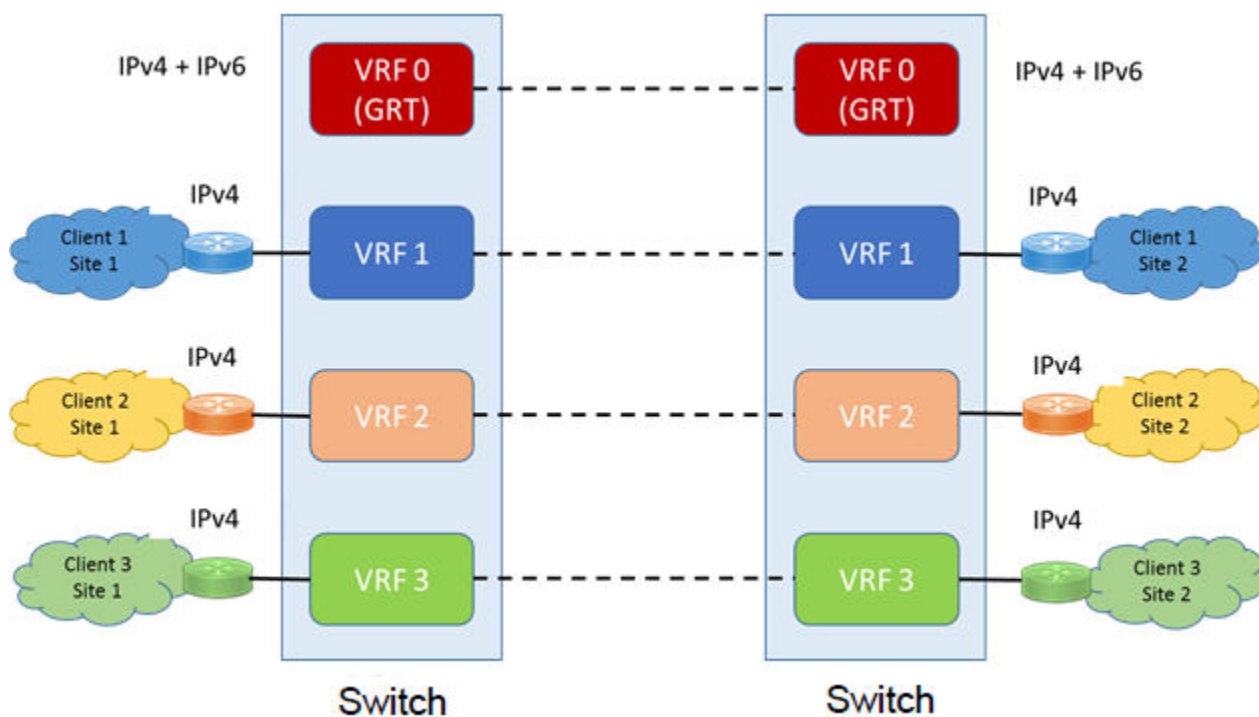 IPv4 + IPv6
VRF 0
(GRT)
VRF 0
(GRT)
IPv4 + IPv6
IPv4
Client 1
Site 1
VRF 1
VRF 1
IPv4
Client 1
Site 2
IPv4
Client 2
Site 1
VRF 2
VRF 2
IPv4
Client 2
Site 2
IPv4
Client 3
Site 1
VRF 3
VRF 3
IPv4
Client 3
Site 2
Switch
Switch